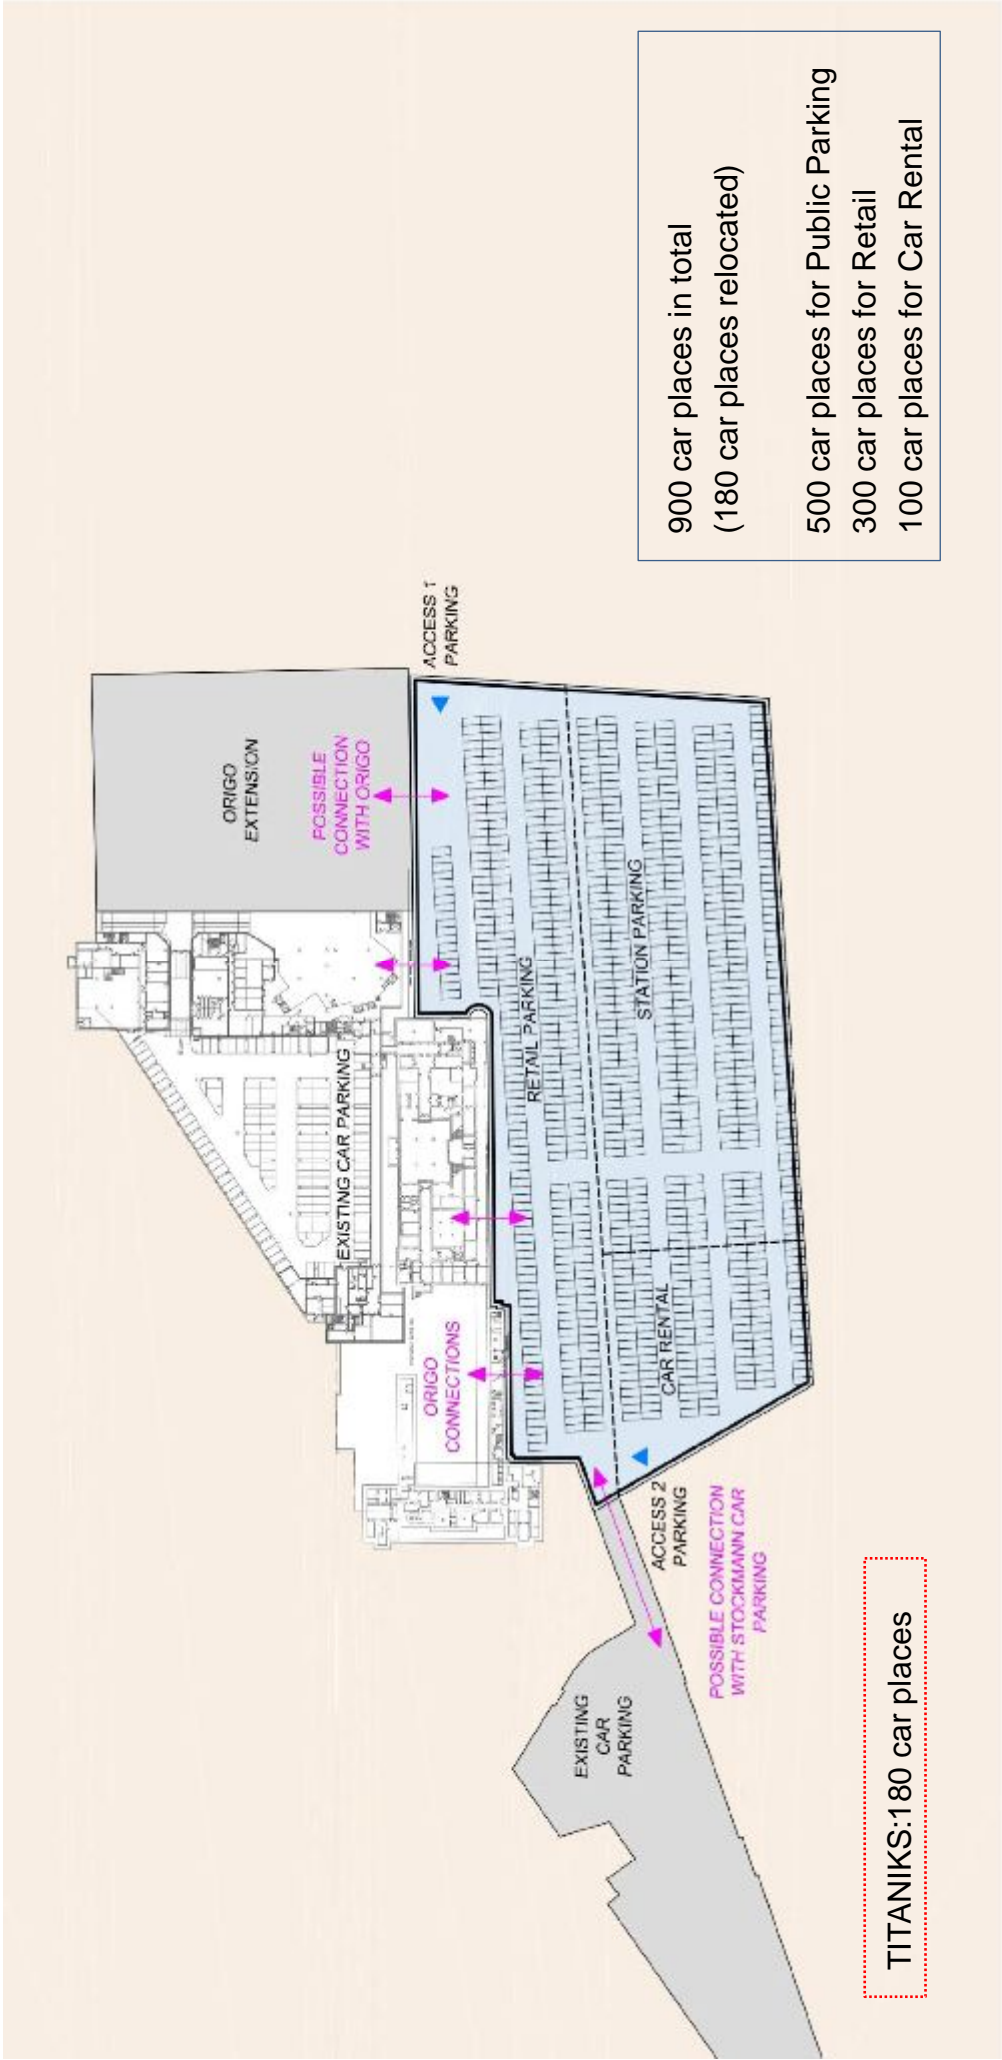 EXISTING
CAR
PARKING
POSSIBLE CONNECTION
WITH STOCKMANN CAR
PARKING
ACCESS 2
PARKING
ORIGO
CONNECTIONS
EXISTING CAR PARKING
CAR RENTAL
RETAIL PARKING
STATION PARKING
ORIGO
EXTENSION
POSSIBLE
CONNECTION
WITH ORIGO
ACCESS 1
PARKING
TITANIKS:180 car places
900 car places in total
(180 car places relocated)
500 car places for Public Parking
300 car places for Retail
100 car places for Car Rental